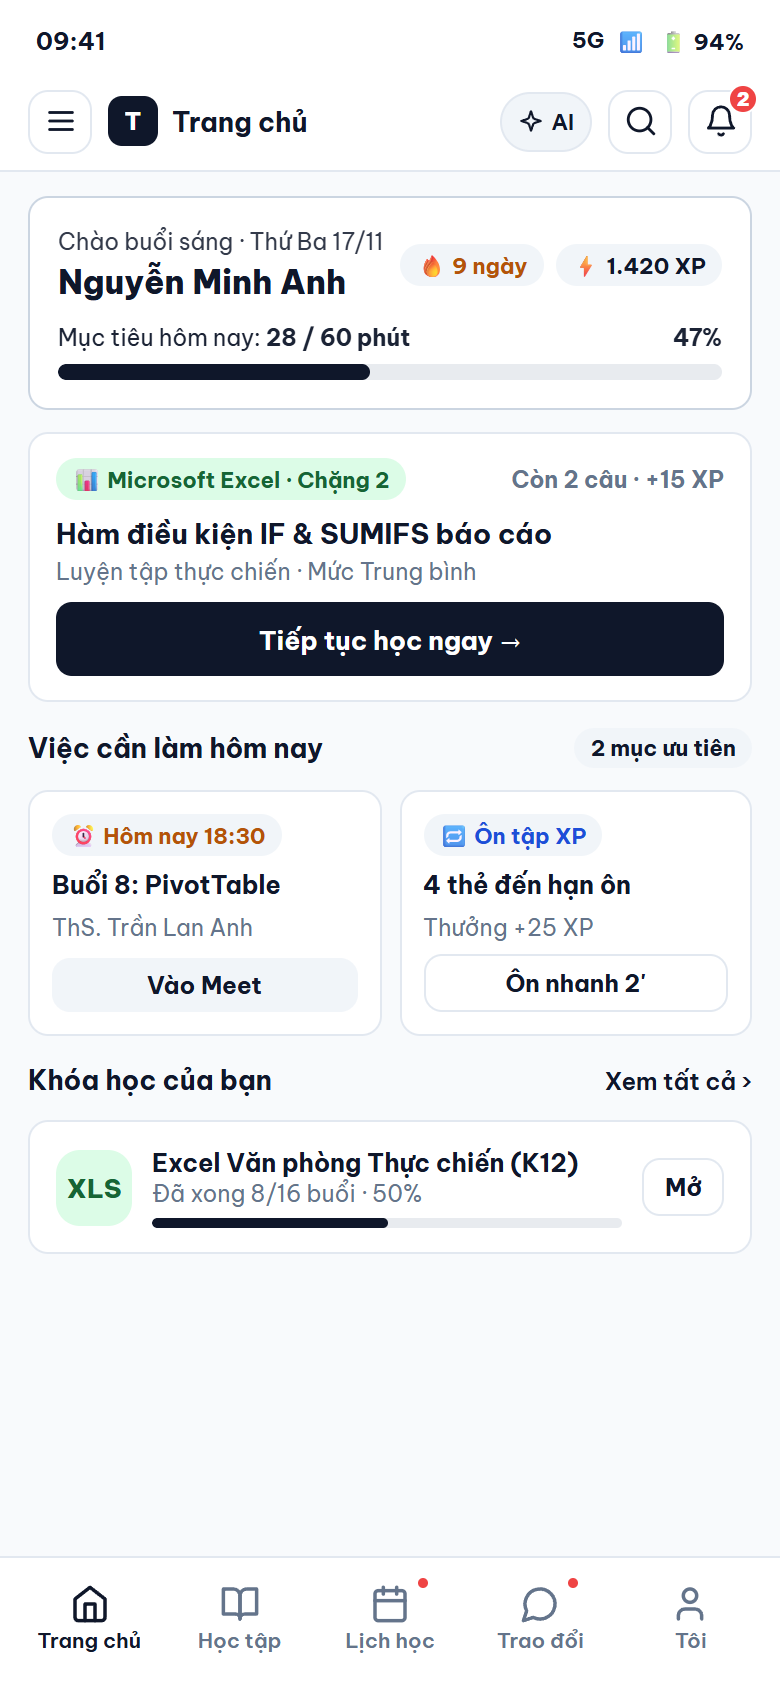 09:41
5G 94%
T Trang chủ
AI
2
Chào buổi sáng · Thứ Ba 17/11
Nguyễn Minh Anh
9 ngày
1.420 XP
Mục tiêu hôm nay: 28 / 60 phút
47%
Microsoft Excel · Chặng 2
Còn 2 câu · +15 XP
Hàm điều kiện IF & SUMIFS báo cáo
Luyện tập thực chiến · Mức Trung bình
Tiếp tục học ngay →
Việc cần làm hôm nay
2 mục ưu tiên
Hôm nay 18:30
Buổi 8: PivotTable
ThS. Trần Lan Anh
Vào Meet
Ôn tập XP
4 thẻ đến hạn ôn
Thưởng +25 XP
Ôn nhanh 2′
Khóa học của bạn
Xem tất cả ›
XLS
Excel Văn phòng Thực chiến (K12)
Đã xong 8/16 buổi · 50%
Mở
Trang chủ
Học tập
Lịch học
Trao đổi
Tôi